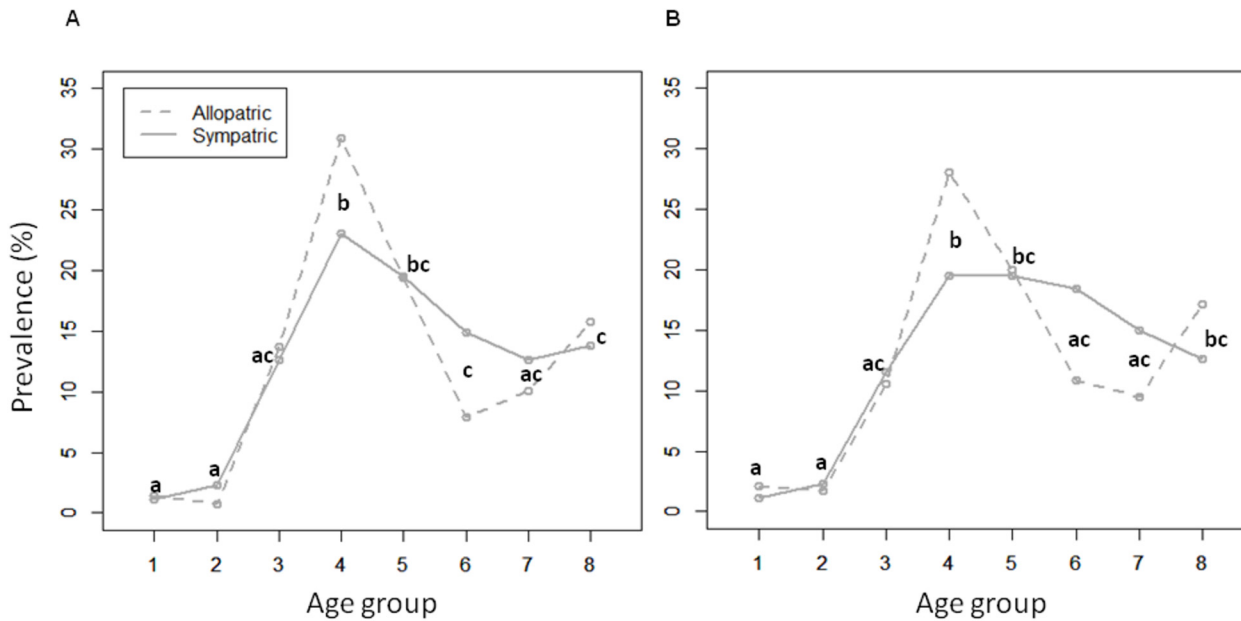 A
Prevalence (%)
35
30
25
20
15
10
5
0
Allopatric
Sympatric
a
a
ac
b
bc
c
ac
c
1 2 3 4 5 6 7 8
Age group
B
35
30
25
20
15
10
5
0
a
a
ac
b
bc
ac
ac
bc
1 2 3 4 5 6 7 8
Age group